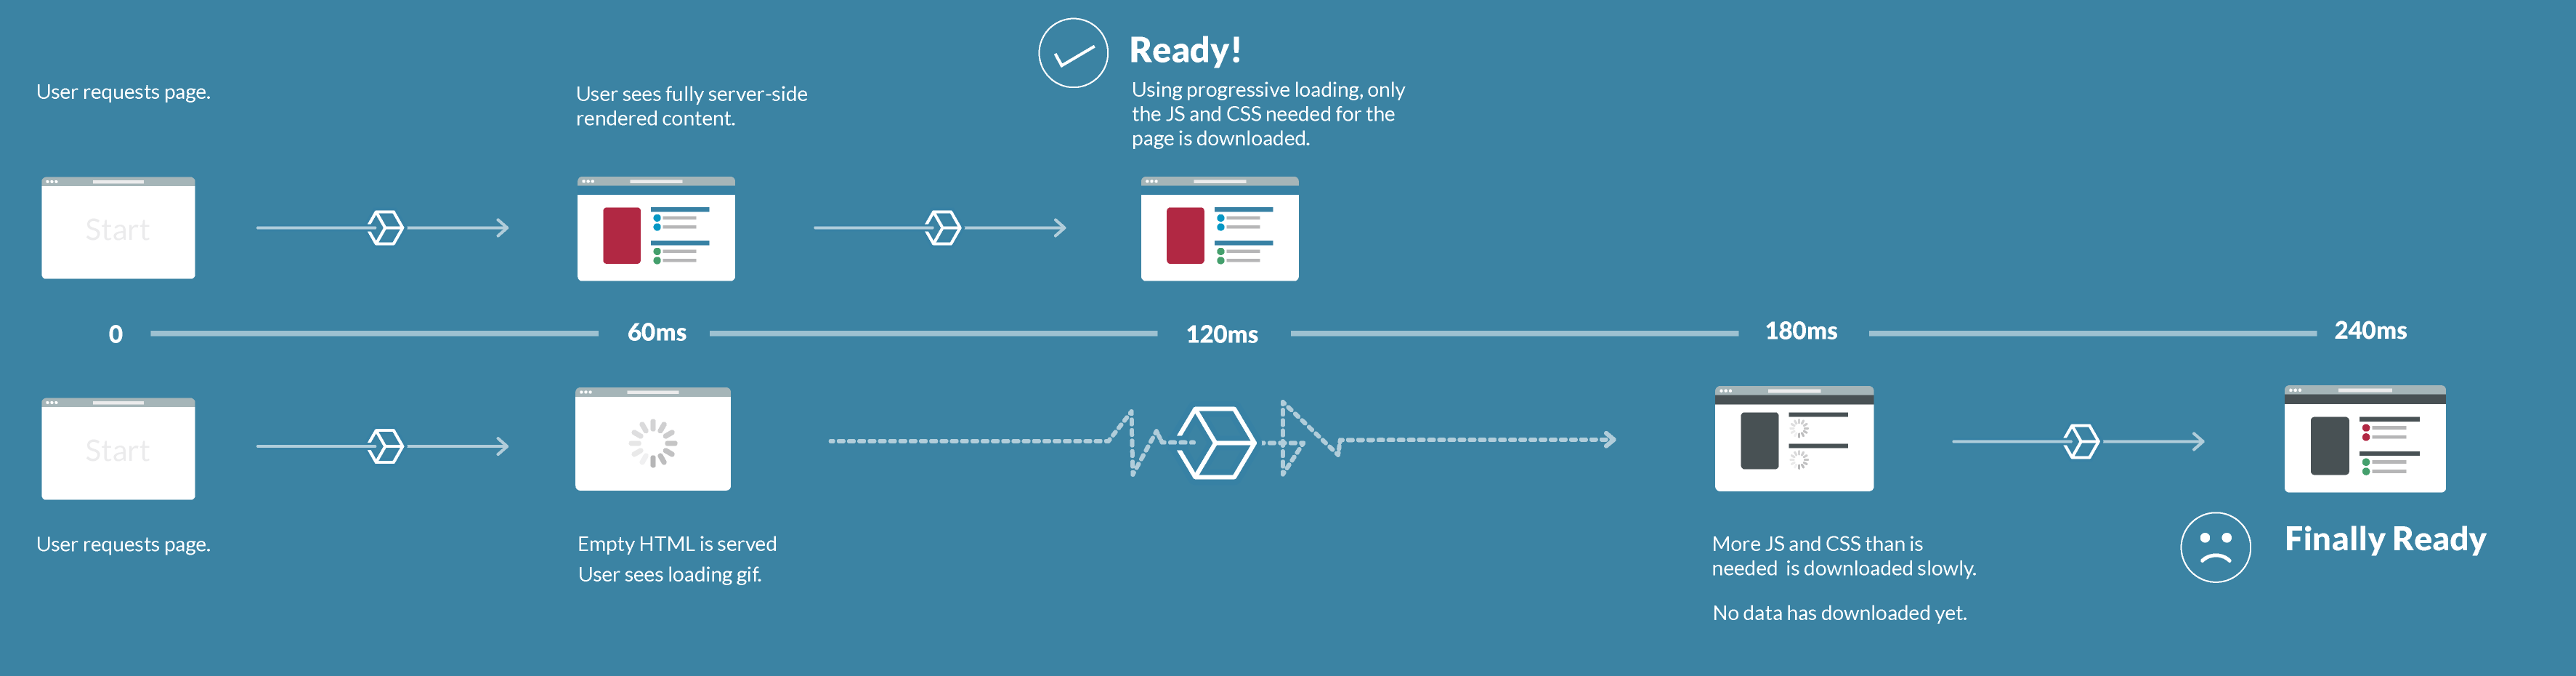 Ready!
User requests page.
User sees fully server-side
rendered content.
Using progressive loading, only
the JS and CSS needed for the
page is downloaded.
Start
0
60ms
120ms
180ms
240ms
Start
User requests page.
Empty HTML is served
User sees loading gif.
More JS and CSS than is
needed is downloaded slowly.
No data has downloaded yet.
Finally Ready